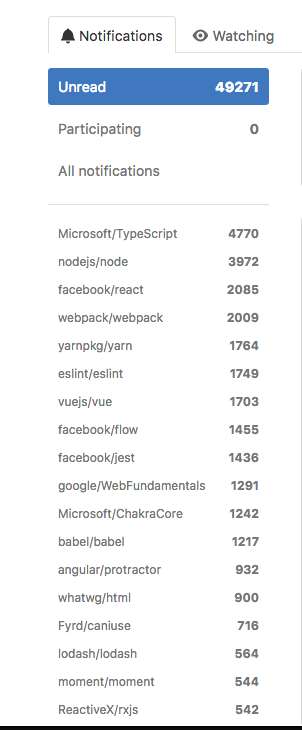 Notifications Watching
Unread 49271
Participating 0
All notifications
Microsoft/TypeScript 4770
nodejs/node 3972
facebook/react 2085
webpack/webpack 2009
yarnpkg/yarn 1764
eslint/eslint 1749
vuejs/vue 1703
facebook/flow 1455
facebook/jest 1436
google/WebFundamentals 1291
Microsoft/ChakraCore 1242
babel/babel 1217
angular/protractor 932
whatwg/html 900
Fyrd/caniuse 716
lodash/lodash 564
moment/moment 544
ReactiveX/rxjs 542